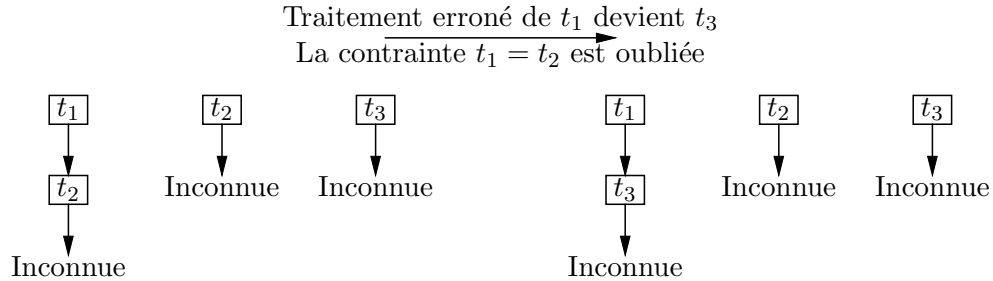 Traitement erroné de t₁ devient t₃
La contrainte t₁ = t₂ est oubliée
t₁ t₂ t₃ t₁ t₂ t₃
t₂ Inconnue Inconnue t₃ Inconnue Inconnue
Inconnue Inconnue